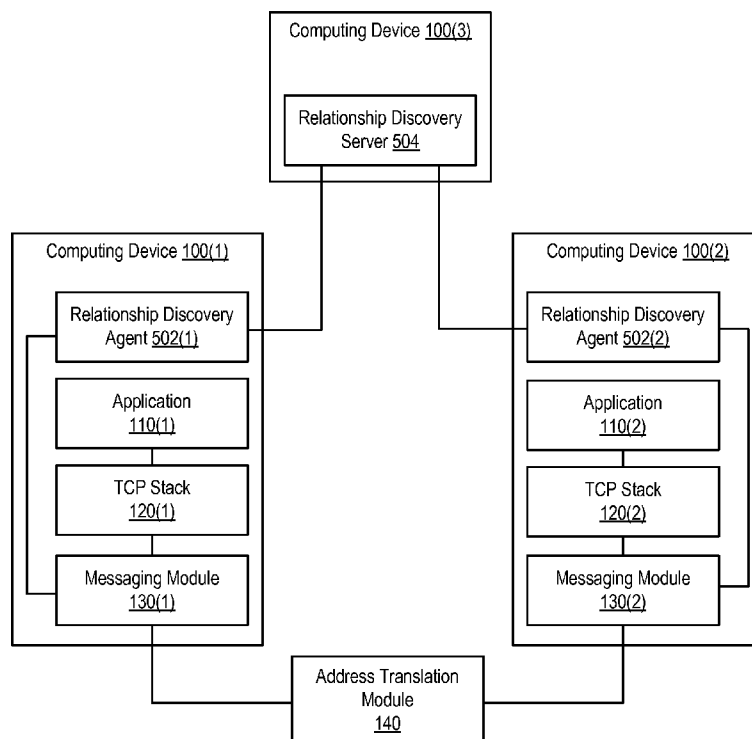 Computing Device 100(3)
Relationship Discovery
Server 504
Computing Device 100(1)
Relationship Discovery
Agent 502(1)
Application
110(1)
TCP Stack
120(1)
Messaging Module
130(1)
Computing Device 100(2)
Relationship Discovery
Agent 502(2)
Application
110(2)
TCP Stack
120(2)
Messaging Module
130(2)
Address Translation
Module
140